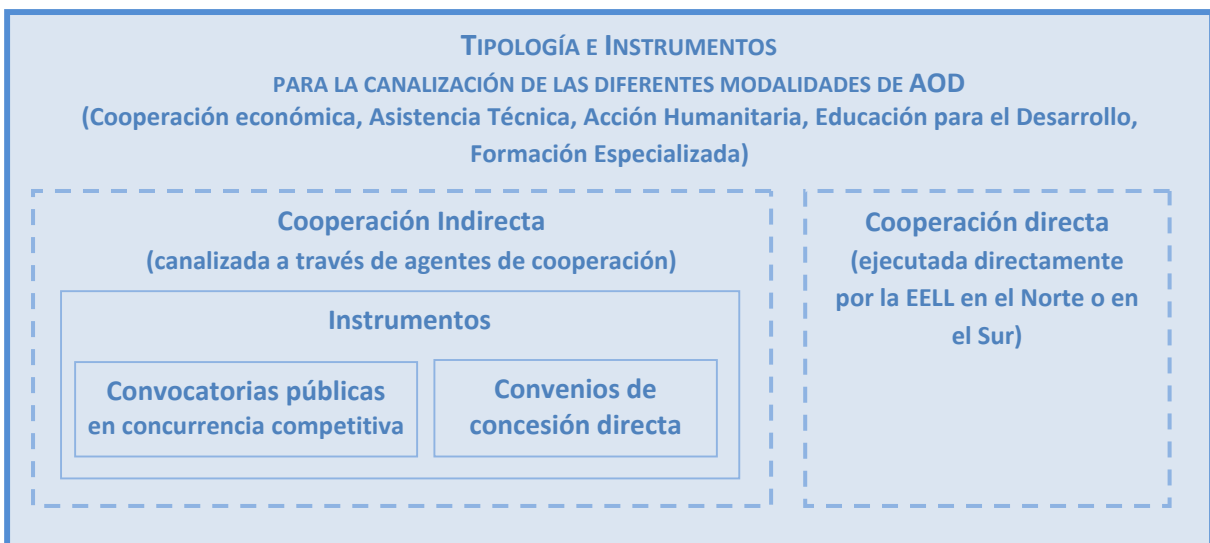 TIPOLOGÍA E INSTRUMENTOS
PARA LA CANALIZACIÓN DE LAS DIFERENTES MODALIDADES DE AOD
(Cooperación económica, Asistencia Técnica, Acción Humanitaria, Educación para el Desarrollo,
Formación Especializada)
Cooperación Indirecta
(canalizada a través de agentes de cooperación)
Instrumentos
Convocatorias públicas
en concurrencia competitiva
Convenios de
concesión directa
Cooperación directa
(ejecutada directamente
por la EELL en el Norte o en
el Sur)